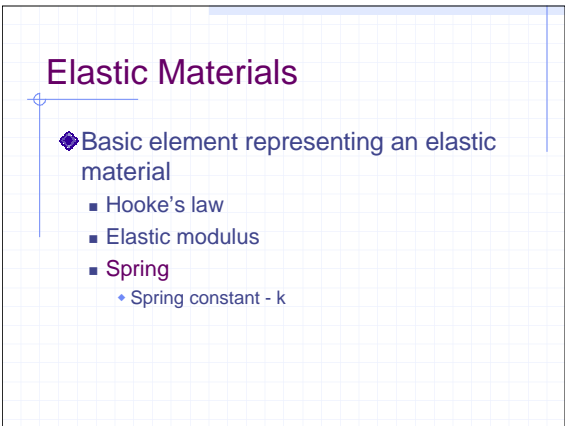 Elastic Materials
Basic element representing an elastic
material
Hooke's law
Elastic modulus
Spring
Spring constant - k